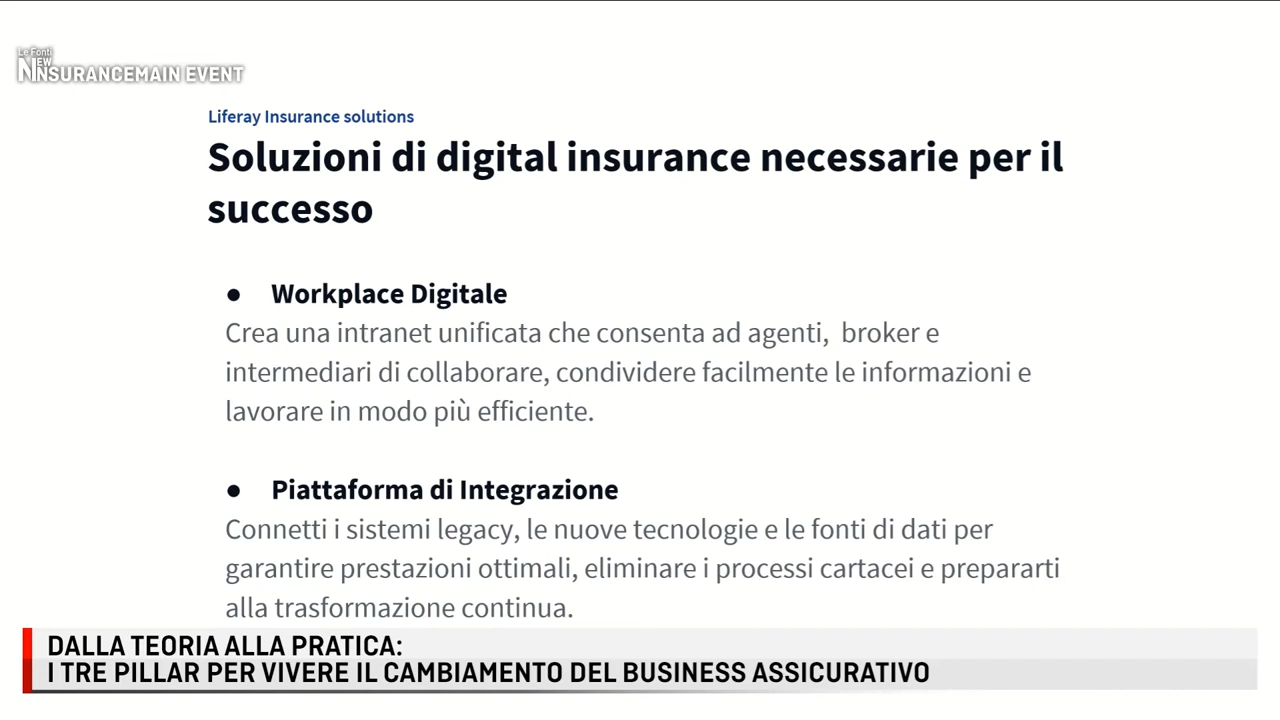 Le Fonti
NEW
INSURANCEMAIN EVENT
Liferay Insurance solutions
Soluzioni di digital insurance necessarie per il
successo
● Workplace Digitale
Crea una intranet unificata che consenta ad agenti, broker e
intermediari di collaborare, condividere facilmente le informazioni e
lavorare in modo più efficiente.
● Piattaforma di Integrazione
Connetti i sistemi legacy, le nuove tecnologie e le fonti di dati per
garantire prestazioni ottimali, eliminare i processi cartacei e prepararti
alla trasformazione continua.
DALLA TEORIA ALLA PRATICA:
I TRE PILLAR PER VIVERE IL CAMBIAMENTO DEL BUSINESS ASSICURATIVO